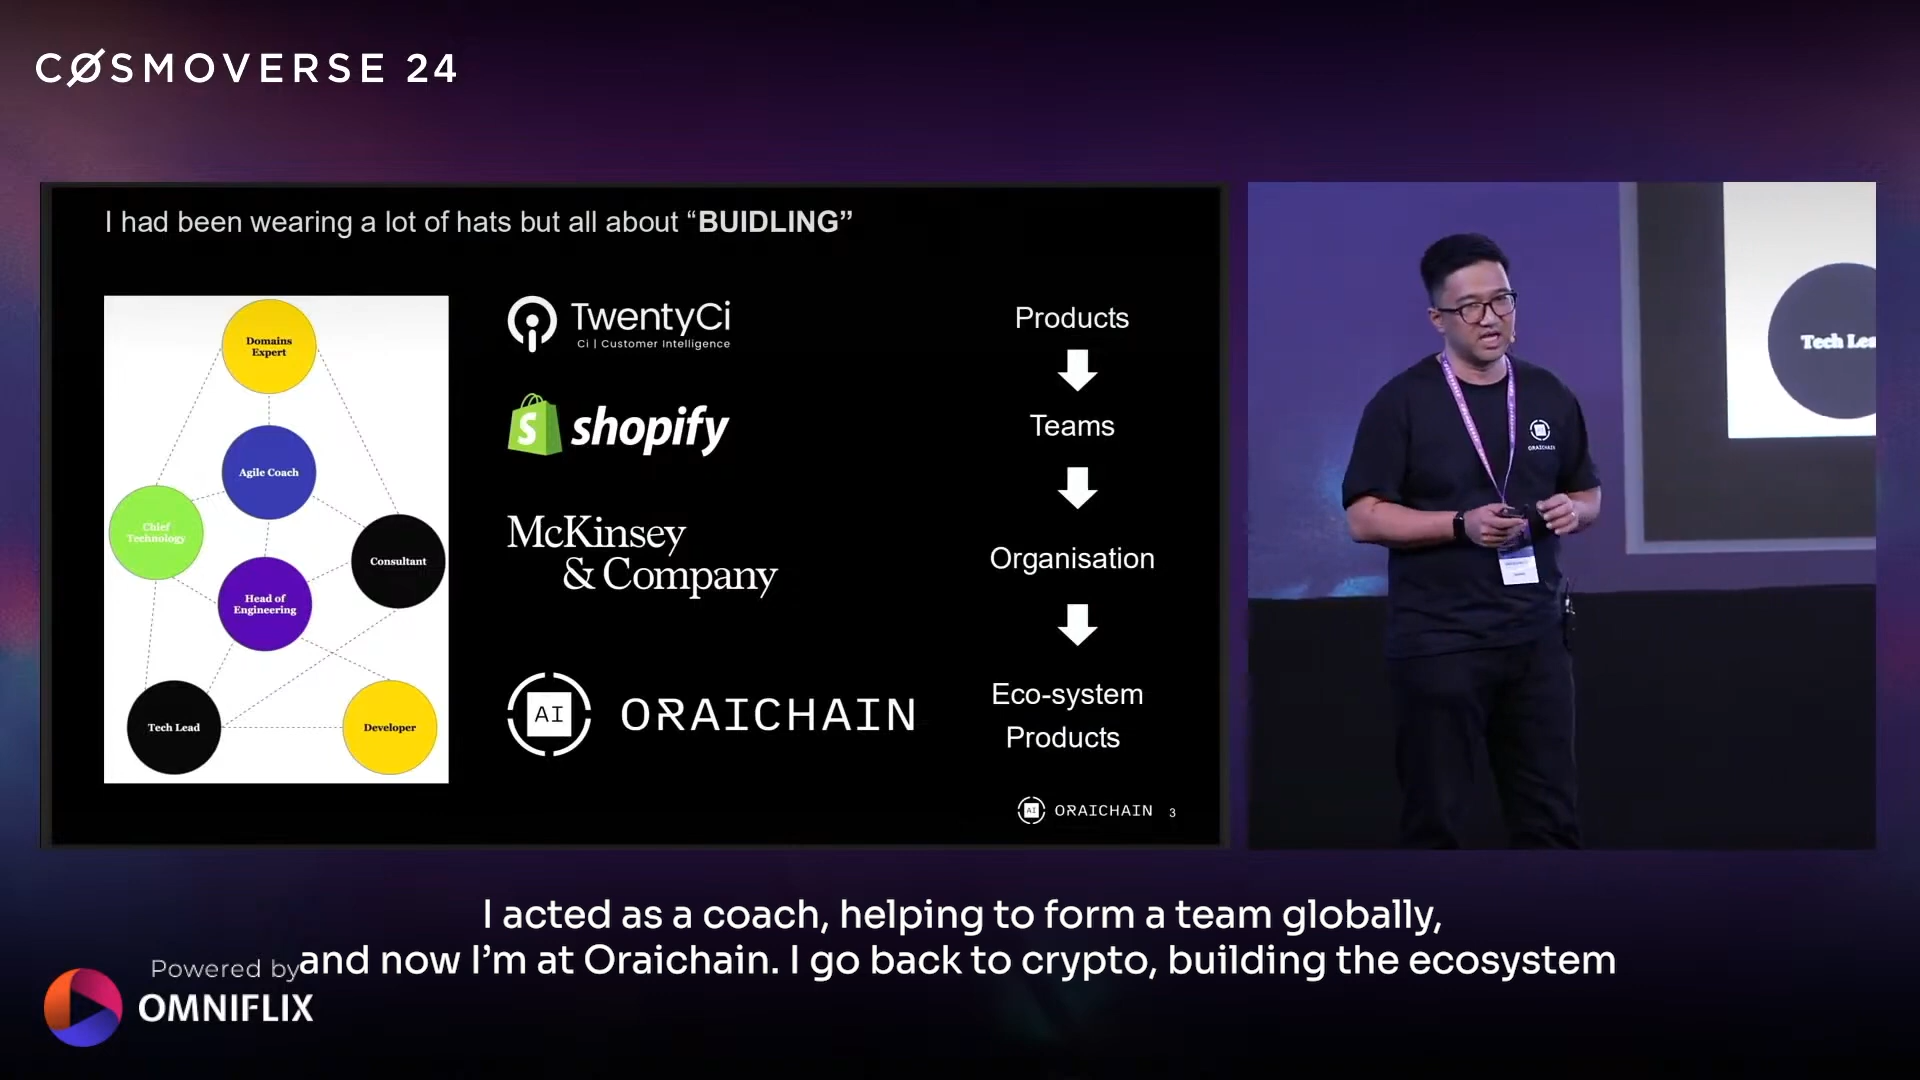 CØSMOVERSE 24
I had been wearing a lot of hats but all about “BUIDLING”
Domains
Expert
Agile Coach
Chief
Technology
Consultant
Head of
Engineering
Tech Lead
Developer
TwentyCi
Ci | Customer Intelligence
shopify
McKinsey
& Company
AI ORAICHAIN
Products
Teams
Organisation
Eco-system
Products
AI ORAICHAIN 3
Tech Lea
ORAICHAIN
I acted as a coach, helping to form a team globally,
and now I’m at Oraichain. I go back to crypto, building the ecosystem
Powered by
OMNIFLIX